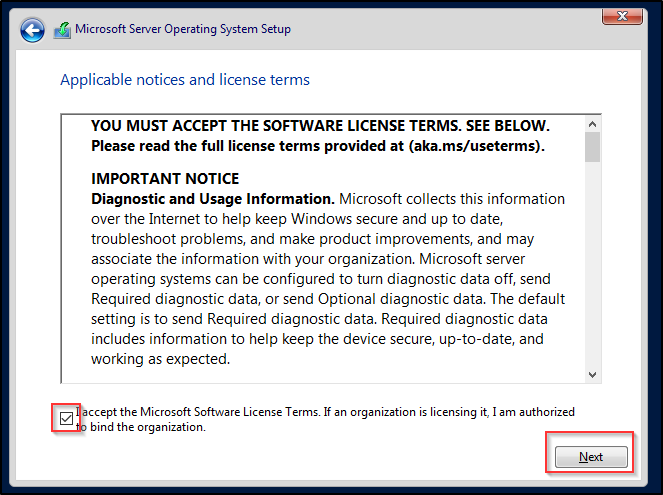 Microsoft Server Operating System Setup
Applicable notices and license terms
YOU MUST ACCEPT THE SOFTWARE LICENSE TERMS. SEE BELOW.
Please read the full license terms provided at (aka.ms/useterms).
IMPORTANT NOTICE
Diagnostic and Usage Information. Microsoft collects this information
over the Internet to help keep Windows secure and up to date,
troubleshoot problems, and make product improvements, and may
associate the information with your organization. Microsoft server
operating systems can be configured to turn diagnostic data off, send
Required diagnostic data, or send Optional diagnostic data. The default
setting is to send Required diagnostic data. Required diagnostic data
includes information to help keep the device secure, up-to-date, and
working as expected.
I accept the Microsoft Software License Terms. If an organization is licensing it, I am authorized
to bind the organization.
Next